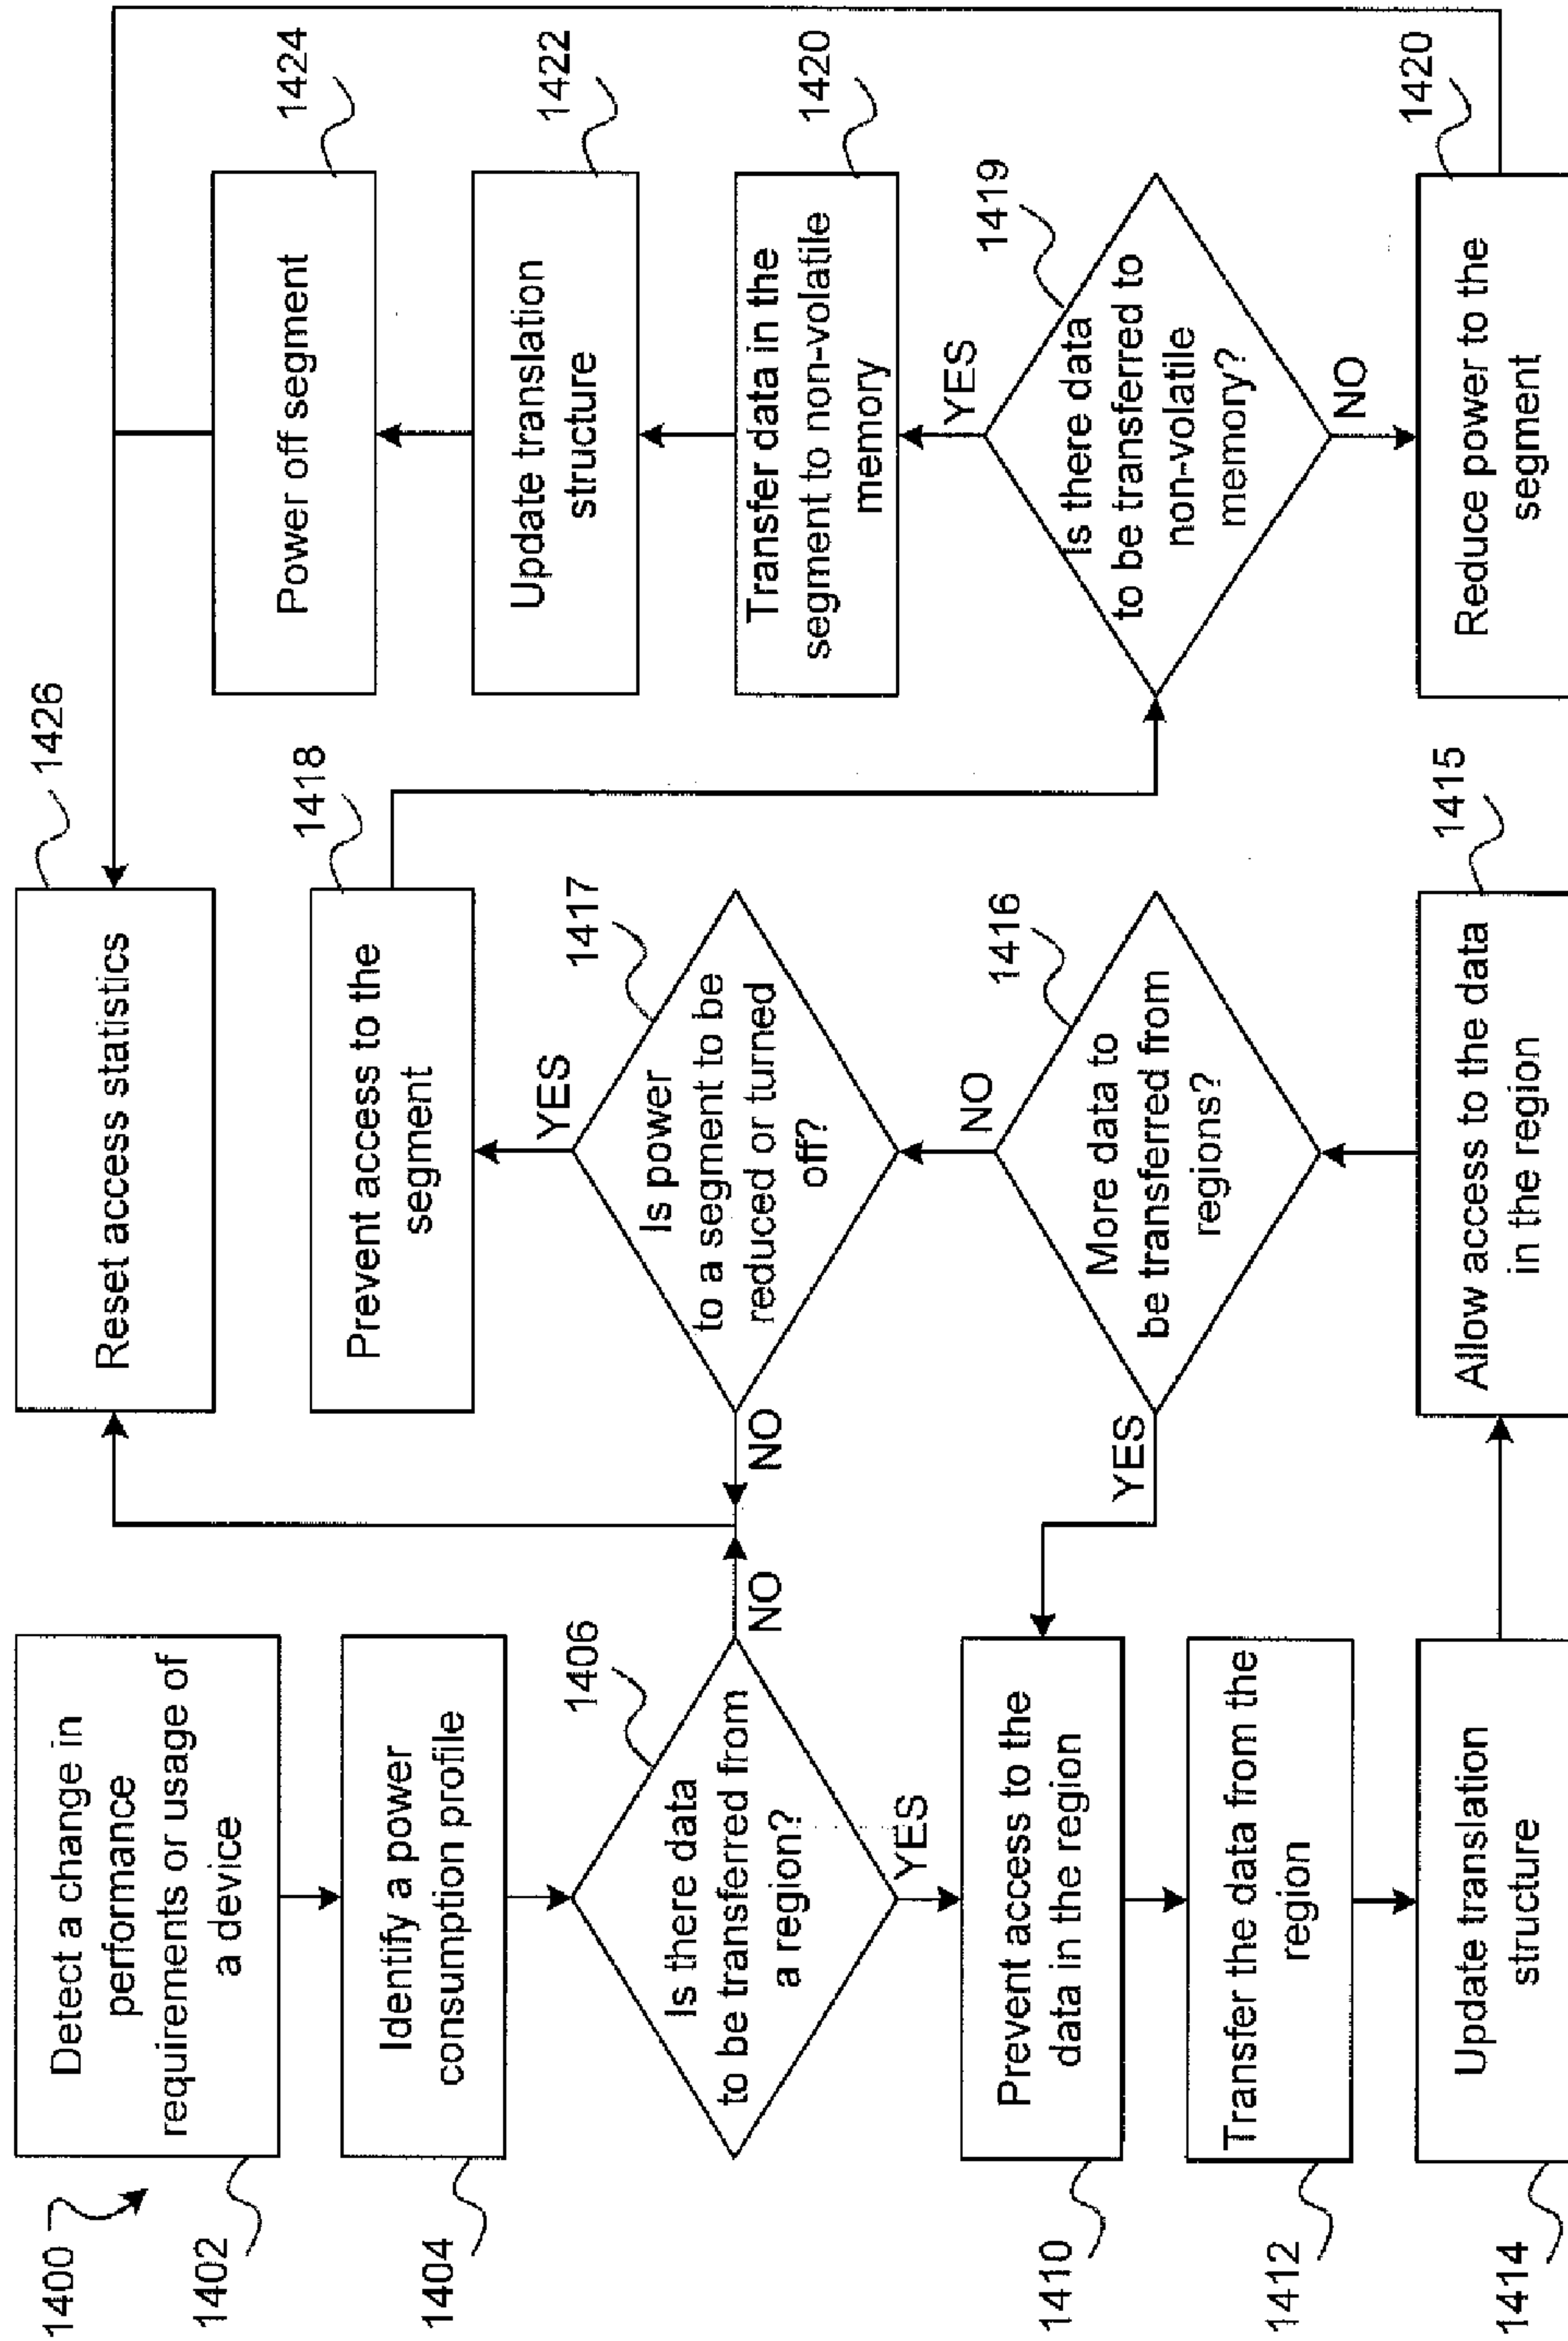 1400
1402
Detect a change in
performance
requirements or usage of
a device
1404
Identify a power
consumption profile
1406
Is there data
to be transferred from
a region?
NO
YES
1410
Prevent access to the
data in the region
1412
Transfer the data from the
region
1414
Update translation
structure
1426
Reset access statistics
1418
Prevent access to the
segment
YES
1417
Is power
to a segment to be
reduced or turned
off?
NO
NO
1416
More data to
be transferred from
regions?
YES
1415
Allow access to the data
in the region
1424
Power off segment
1422
Update translation
structure
1420
Transfer data in the
segment to non-volatile
memory
YES
1419
Is there data
to be transferred to
non-volatile
memory?
NO
1420
Reduce power to the
segment